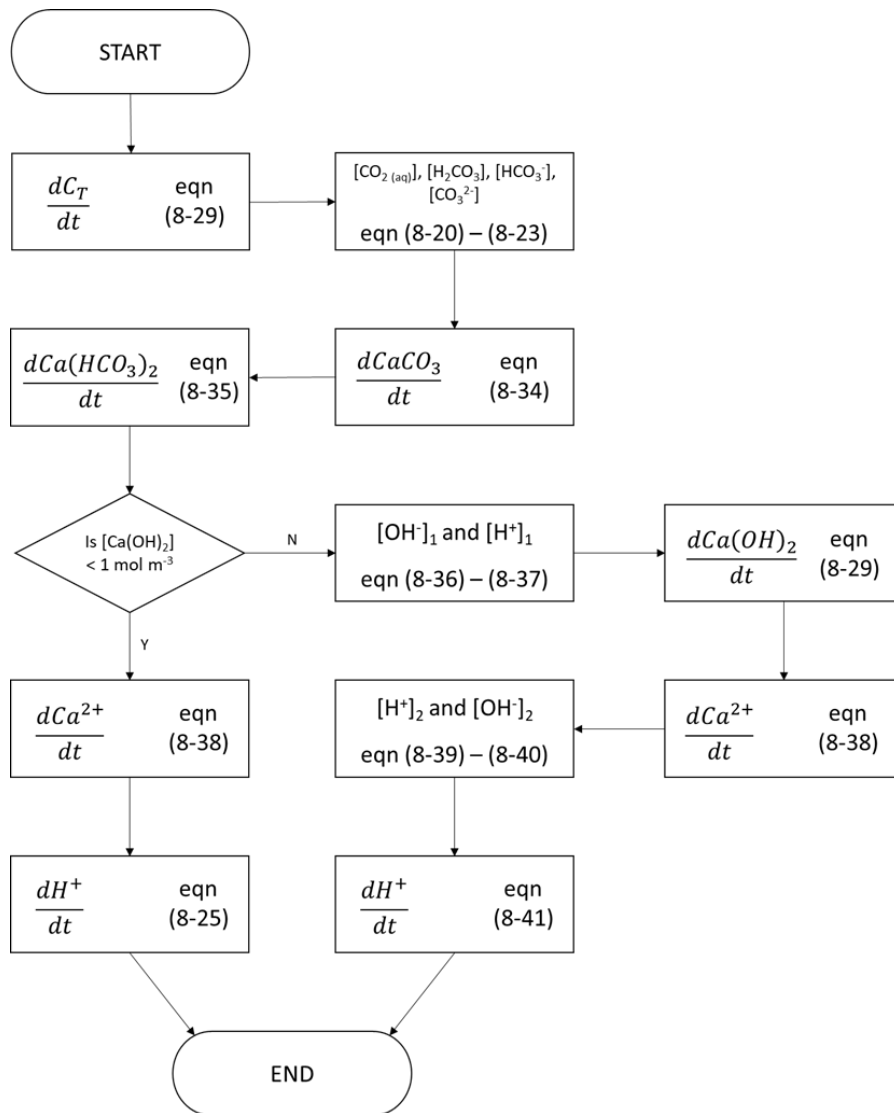 START
dC_T/dt eqn
(8-29)
[CO₂ (aq)], [H₂CO₃], [HCO₃⁻],
[CO₃²⁻]
eqn (8-20) – (8-23)
dCaCO₃/dt eqn
(8-34)
dCa(HCO₃)₂/dt eqn
(8-35)
Is [Ca(OH)₂]
< 1 mol m⁻³
N
[OH⁻]₁ and [H⁺]₁
eqn (8-36) – (8-37)
dCa(OH)₂/dt eqn
(8-29)
dCa²⁺/dt eqn
(8-38)
[H⁺]₂ and [OH⁻]₂
eqn (8-39) – (8-40)
dH⁺/dt eqn
(8-41)
Y
dCa²⁺/dt eqn
(8-38)
dH⁺/dt eqn
(8-25)
END